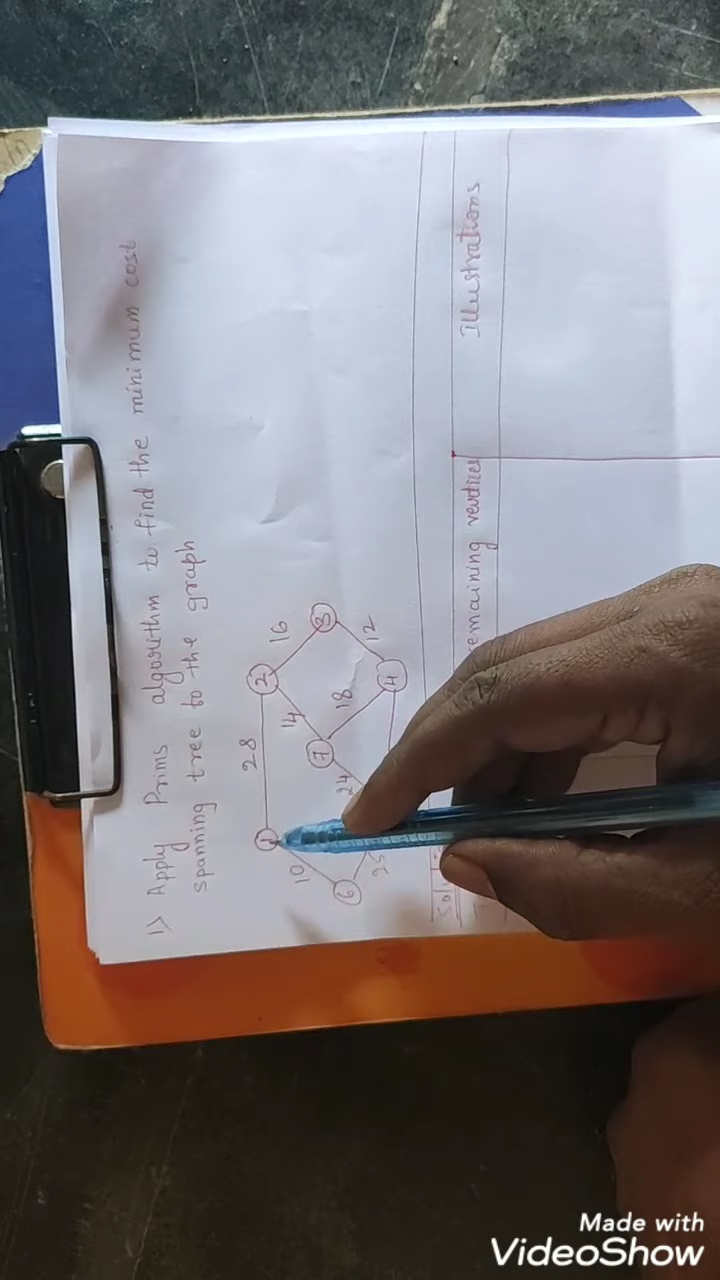 1> Apply Prims algorithm to find the minimum cost
spanning tree to the graph
28
1
2
16
10
14
3
7
6
24
18
12
25
4
remaining vertices
Illustrations
Made with
VideoShow